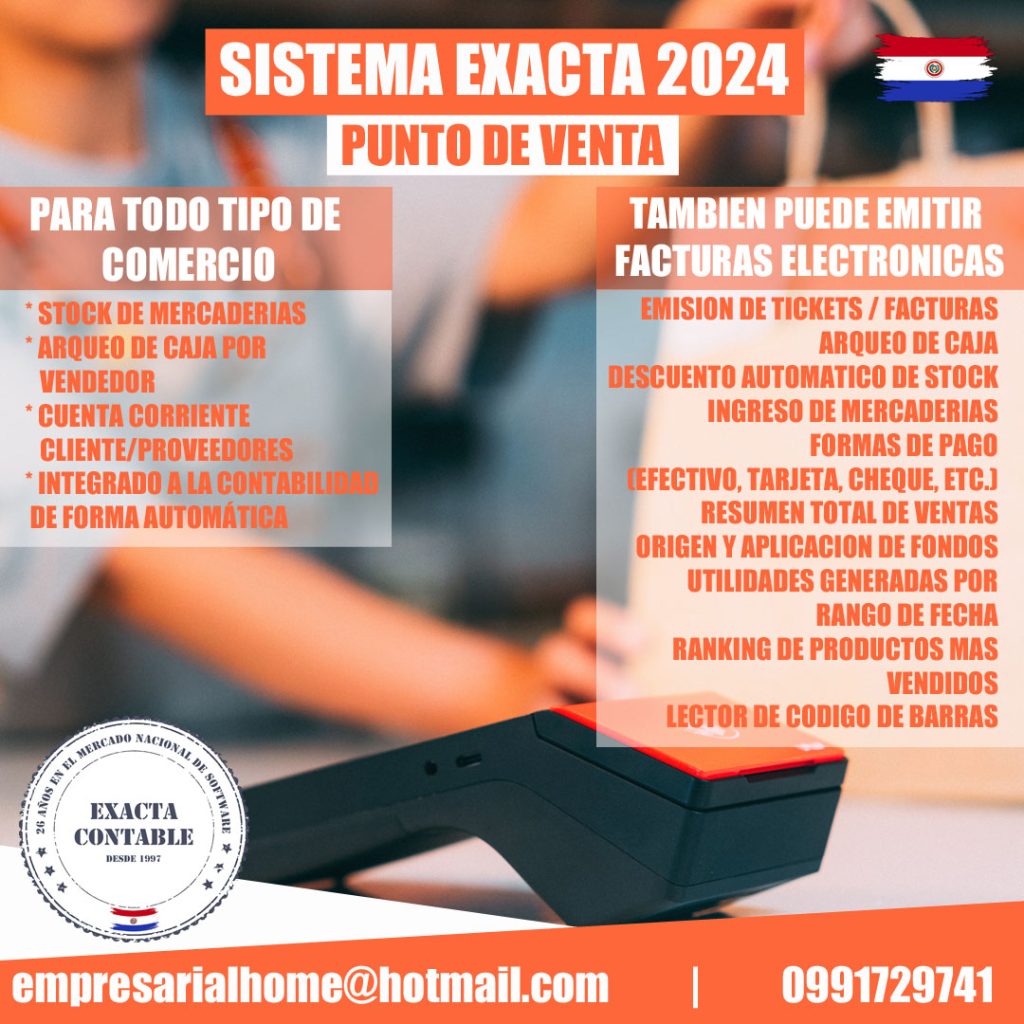 SISTEMA EXACTA 2024
PUNTO DE VENTA
PARA TODO TIPO DE
COMERCIO
* STOCK DE MERCADERIAS
* ARQUEO DE CAJA POR
VENDEDOR
* CUENTA CORRIENTE
CLIENTE/PROVEEDORES
* INTEGRADO A LA CONTABILIDAD
DE FORMA AUTOMÁTICA
TAMBIEN PUEDE EMITIR
FACTURAS ELECTRONICAS
EMISION DE TICKETS / FACTURAS
ARQUEO DE CAJA
DESCUENTO AUTOMATICO DE STOCK
INGRESO DE MERCADERIAS
FORMAS DE PAGO
(EFECTIVO, TARJETA, CHEQUE, ETC.)
RESUMEN TOTAL DE VENTAS
ORIGEN Y APLICACION DE FONDOS
UTILIDADES GENERADAS POR
RANGO DE FECHA
RANKING DE PRODUCTOS MAS
VENDIDOS
LECTOR DE CODIGO DE BARRAS
26 AÑOS EN EL MERCADO NACIONAL DE SOFTWARE
EXACTA
CONTABLE
DESDE 1997
empresarialhome@hotmail.com | 0991729741